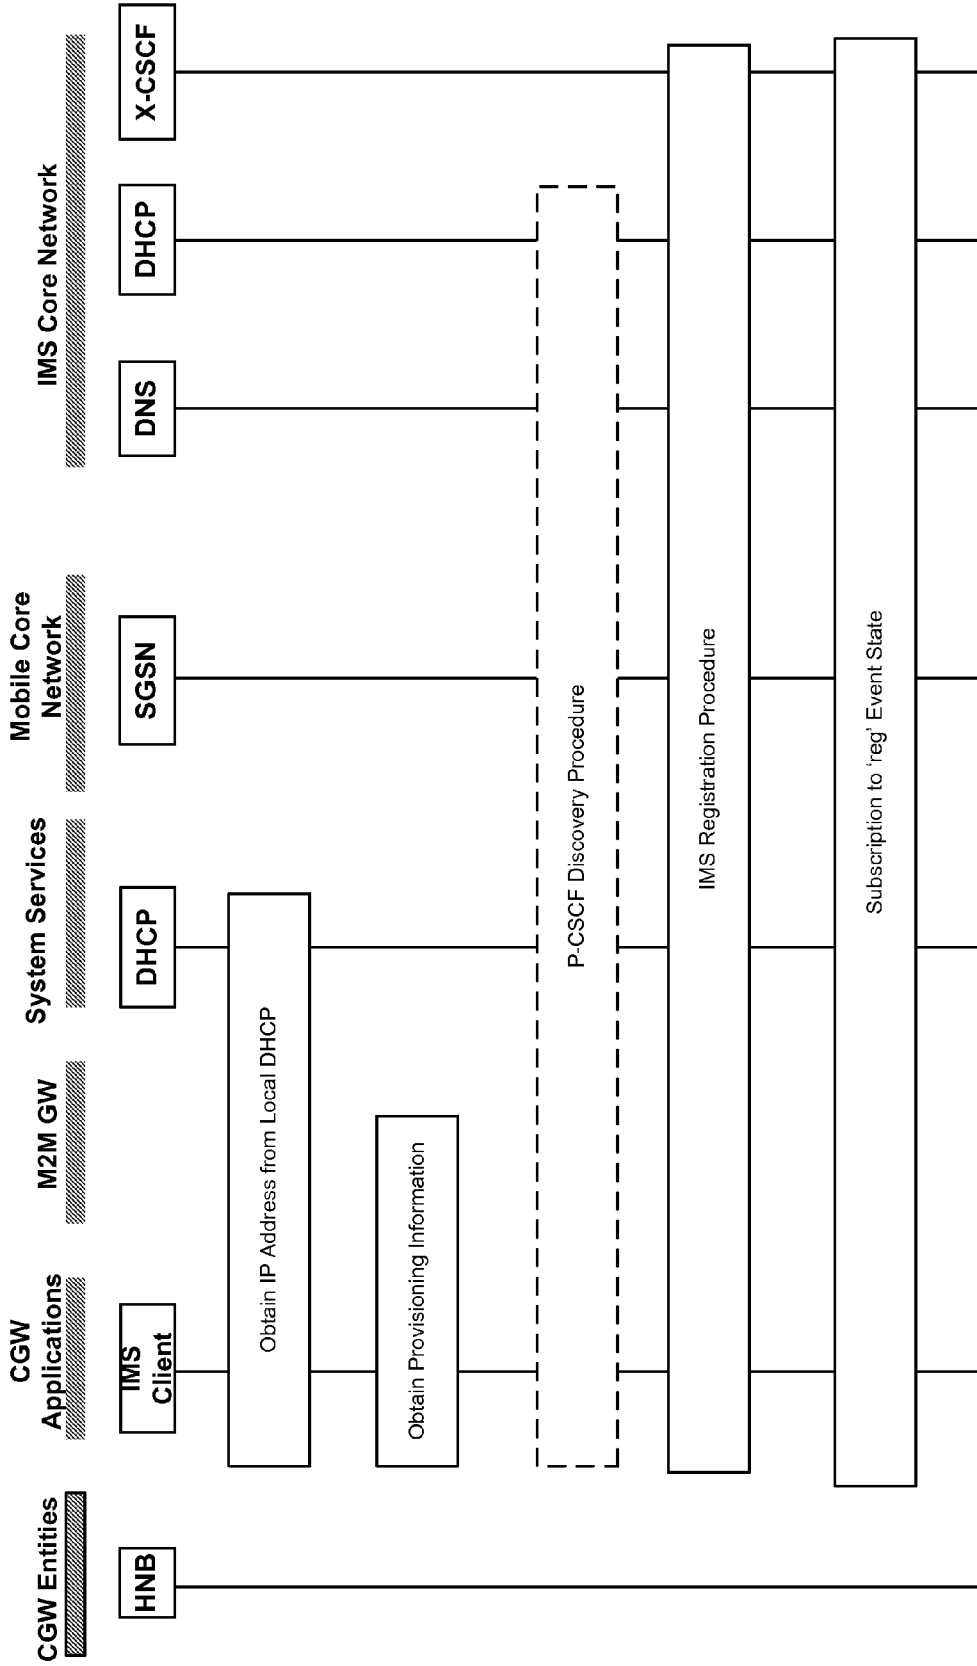 CGW Entities
CGW
Applications
M2M GW
System Services
Mobile Core
Network
IMS Core Network
HNB
IMS
Client
DHCP
SGSN
DNS
DHCP
X-CSCF
Obtain IP Address from Local DHCP
Obtain Provisioning Information
P-CSCF Discovery Procedure
IMS Registration Procedure
Subscription to ‘reg’ Event State